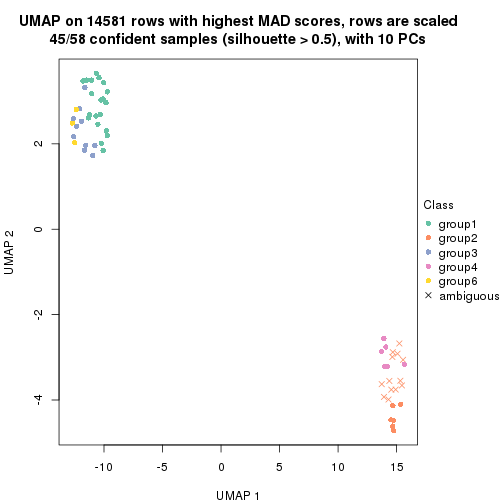 UMAP on 14581 rows with highest MAD scores, rows are scaled
45/58 confident samples (silhouette > 0.5), with 10 PCs
UMAP 2
2
0
-2
-4
-10
-5
0
5
10
15
UMAP 1
Class
group1
group2
group3
group4
group6
ambiguous